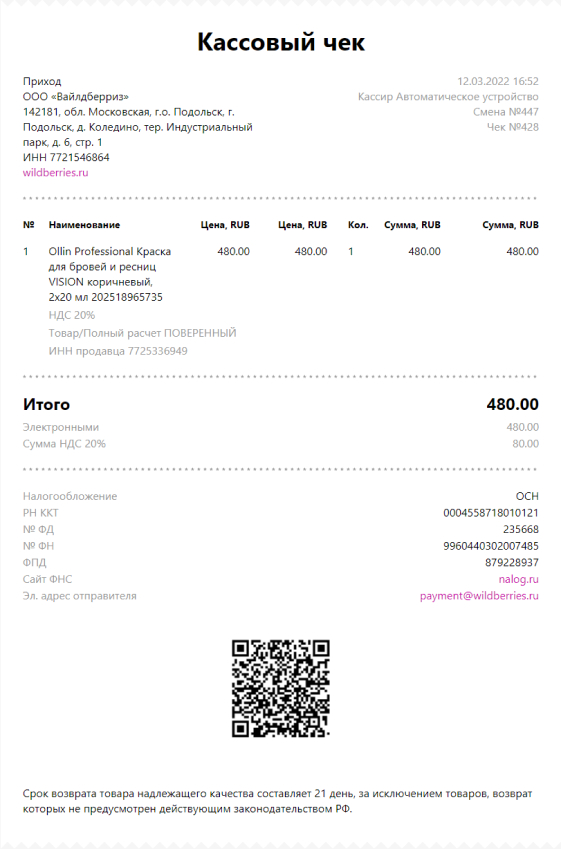 Кассовый чек
Приход
ООО «Вайлдберриз»
142181, обл. Московская, г.о. Подольск, г.
Подольск, д. Коледино, тер. Индустриальный
парк, д. 6, стр. 1
ИНН 7721546864
wildberries.ru
12.03.2022 16:52
Кассир Автоматическое устройство
Смена №447
Чек №428
№ Наименование Цена, RUB Цена, RUB Кол. Сумма, RUB Сумма, RUB
1 Ollin Professional Краска 480.00 480.00 1 480.00 480.00
для бровей и ресниц
VISION коричневый,
2x20 мл 202518965735
НДС 20%
Товар/Полный расчет ПОВЕРЕННЫЙ
ИНН продавца 7725336949
Итого 480.00
Электронными 480.00
Сумма НДС 20% 80.00
Налогообложение ОСН
РН ККТ 0004558718010121
№ ФД 235668
№ ФН 9960440302007485
ФПД 879228937
Сайт ФНС nalog.ru
Эл. адрес отправителя payment@wildberries.ru
Срок возврата товара надлежащего качества составляет 21 день, за исключением товаров, возврат
которых не предусмотрен действующим законодательством РФ.